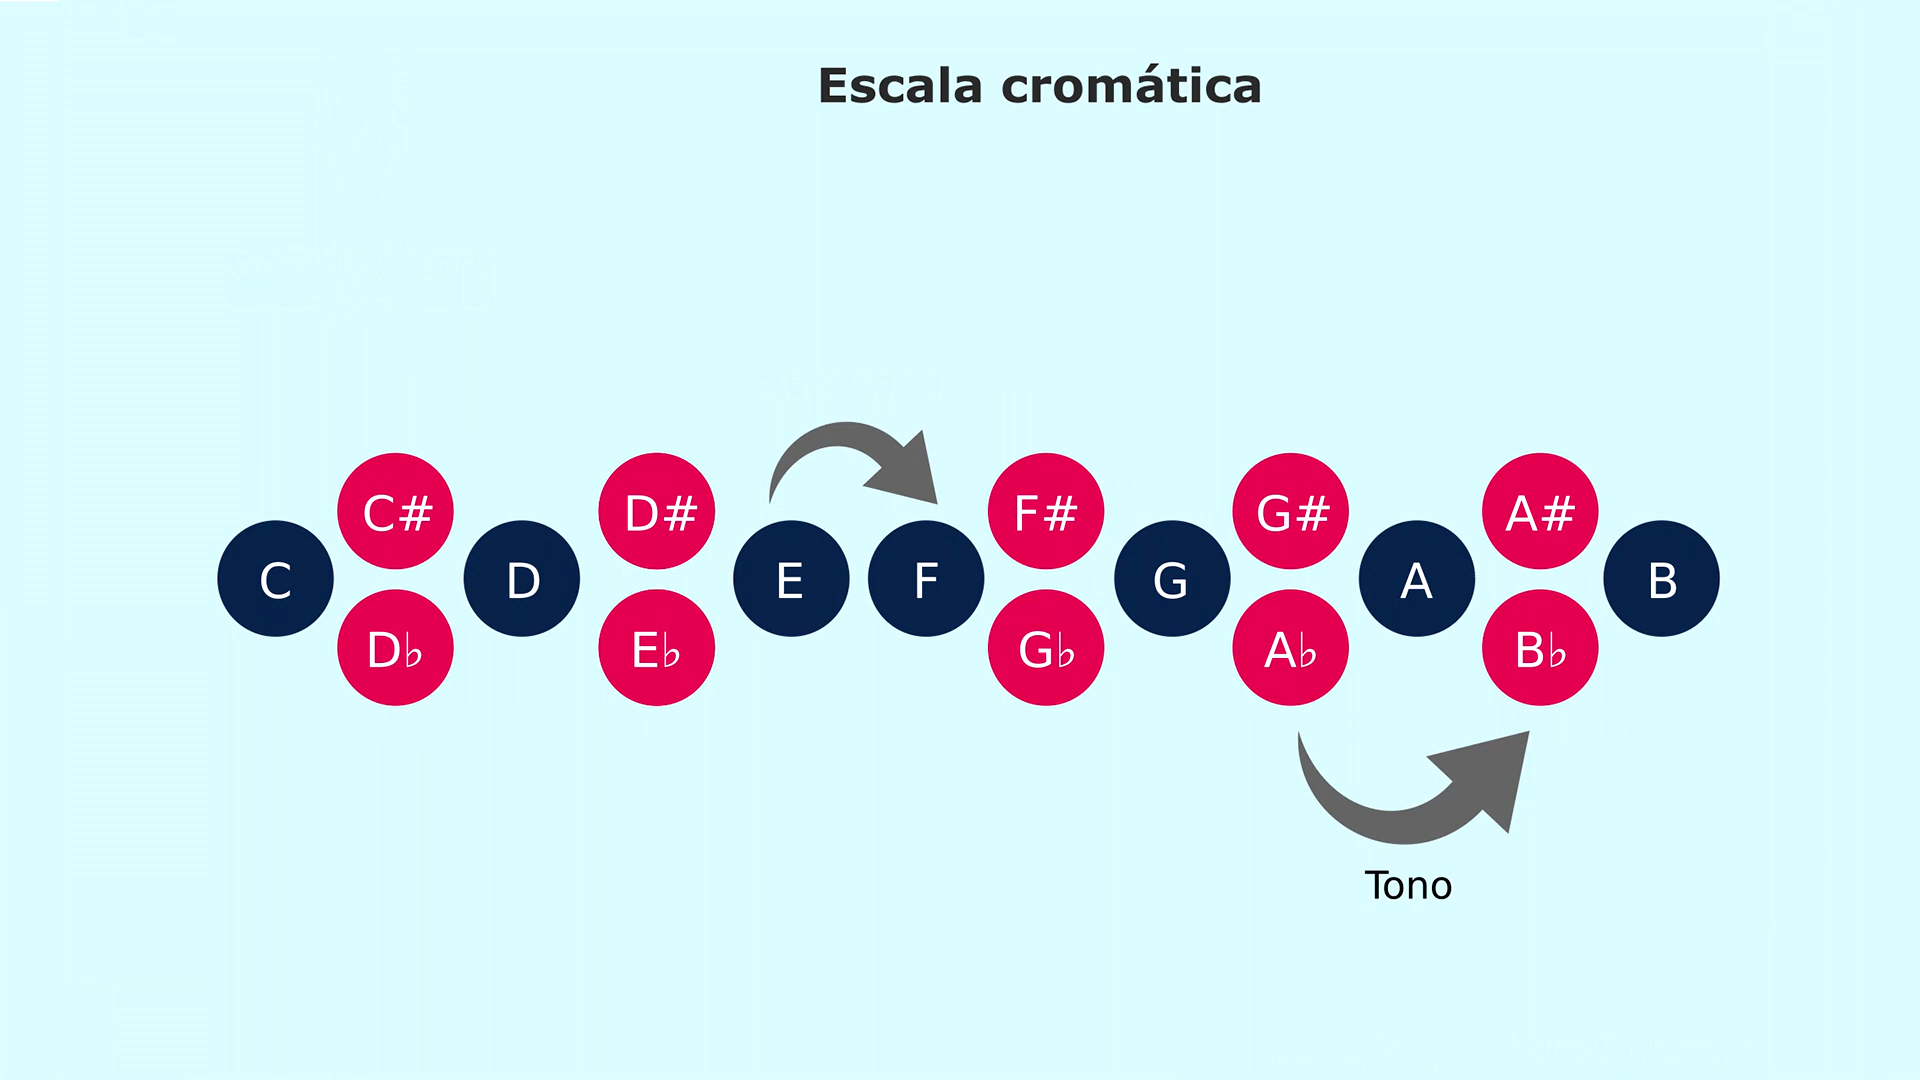 Escala cromática
C# D# F# G# A#
C D E F G A B
D♭ E♭ G♭ A♭ B♭
Tono